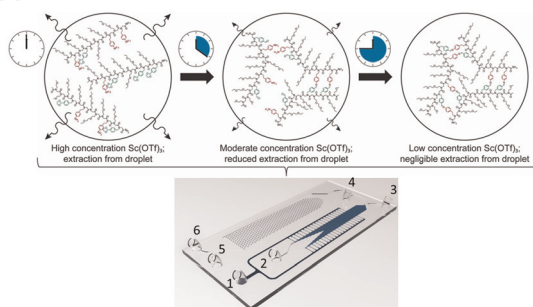 High concentration Sc(OTf)₃;
extraction from droplet
Moderate concentration Sc(OTf)₃;
reduced extraction from droplet
Low concentration Sc(OTf)₃;
negligible extraction from droplet
4
3
6
5
2
1